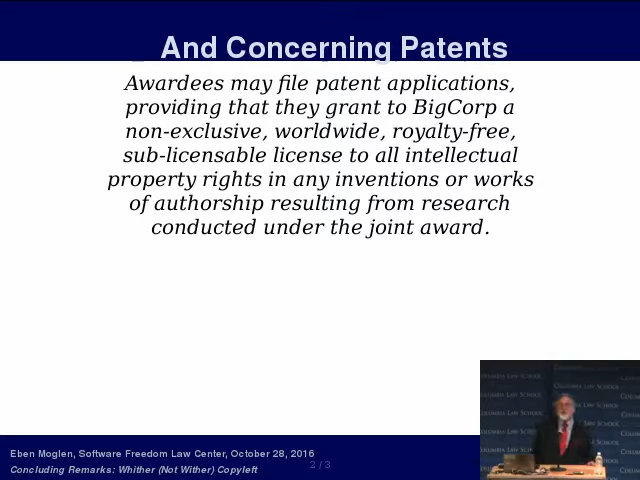 And Concerning Patents
Awardees may file patent applications,
providing that they grant to BigCorp a
non-exclusive, worldwide, royalty-free,
sub-licensable license to all intellectual
property rights in any inventions or works
of authorship resulting from research
conducted under the joint award.
Eben Moglen, Software Freedom Law Center, October 28, 2016
2 / 3
Concluding Remarks: Whither (Not Wither) Copyleft
COLUMBIA LAW SCHOOL